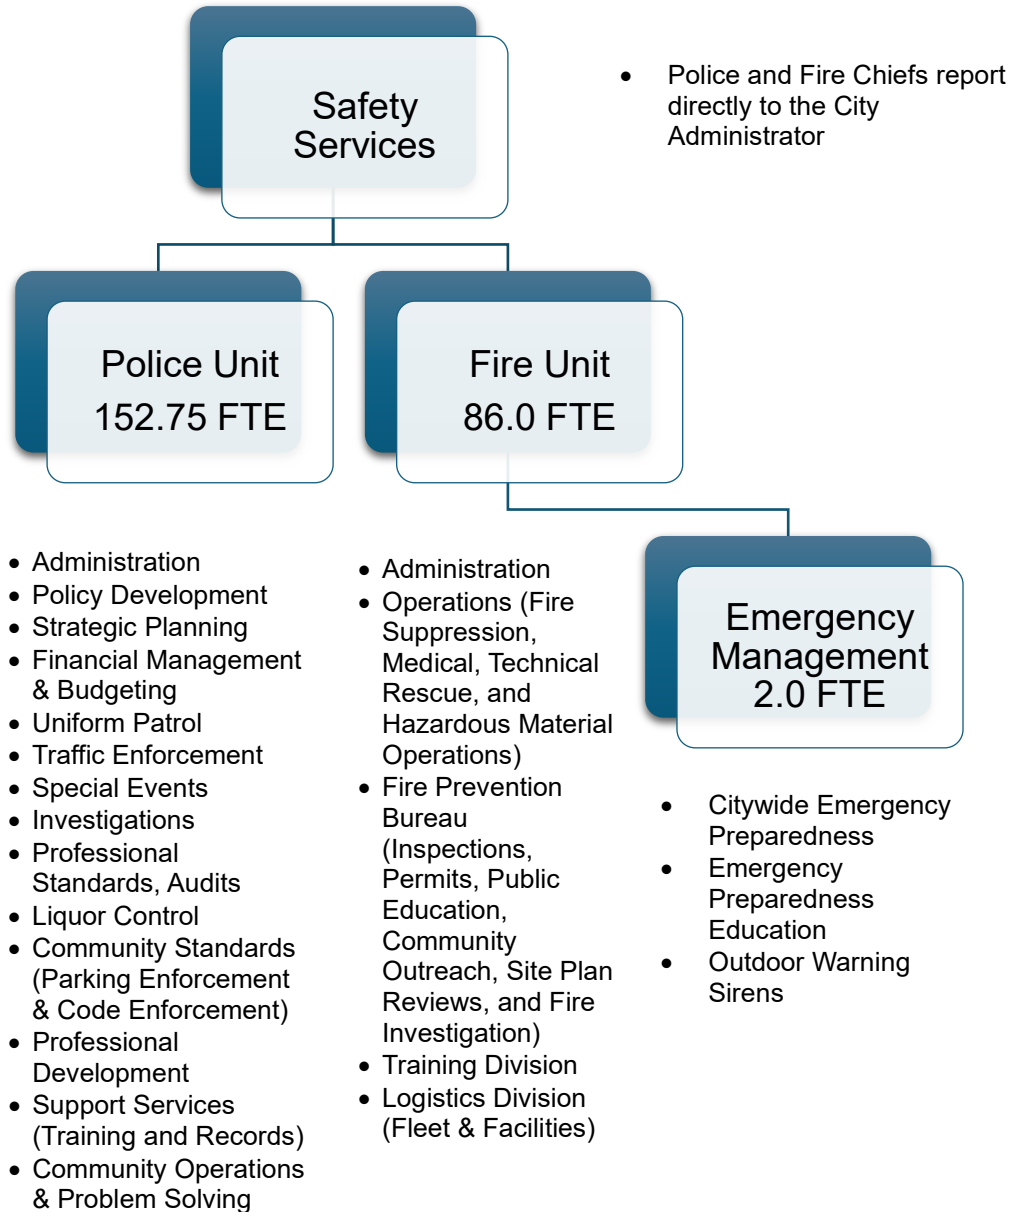 Safety
Services
• Police and Fire Chiefs report
directly to the City
Administrator
Police Unit
152.75 FTE
Fire Unit
86.0 FTE
Emergency
Management
2.0 FTE
• Administration
• Policy Development
• Strategic Planning
• Financial Management
& Budgeting
• Uniform Patrol
• Traffic Enforcement
• Special Events
• Investigations
• Professional
Standards, Audits
• Liquor Control
• Community Standards
(Parking Enforcement
& Code Enforcement)
• Professional
Development
• Support Services
(Training and Records)
• Community Operations
& Problem Solving
• Administration
• Operations (Fire
Suppression,
Medical, Technical
Rescue, and
Hazardous Material
Operations)
• Fire Prevention
Bureau
(Inspections,
Permits, Public
Education,
Community
Outreach, Site Plan
Reviews, and Fire
Investigation)
• Training Division
• Logistics Division
(Fleet & Facilities)
• Citywide Emergency
Preparedness
• Emergency
Preparedness
Education
• Outdoor Warning
Sirens